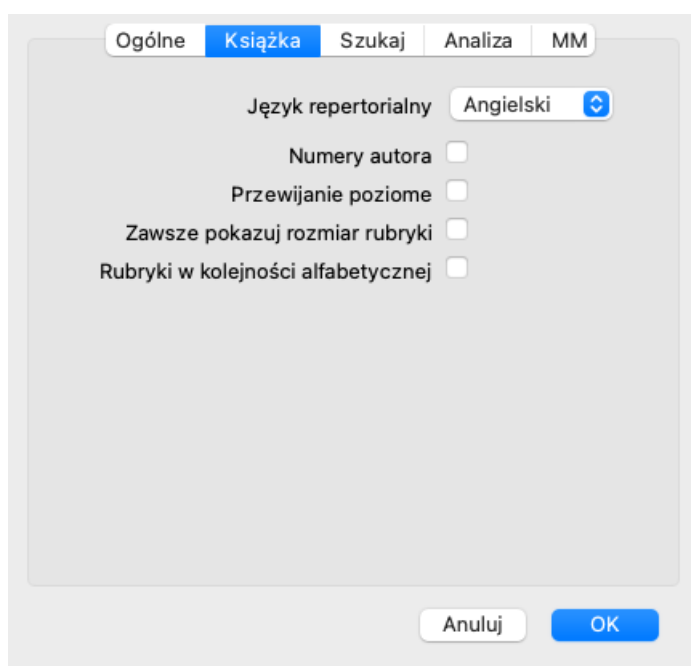 Ogólne Książka Szukaj Analiza MM
Język repertorialny Angielski
Numery autora
Przewijanie poziome
Zawsze pokazuj rozmiar rubryki
Rubryki w kolejności alfabetycznej
Anuluj OK